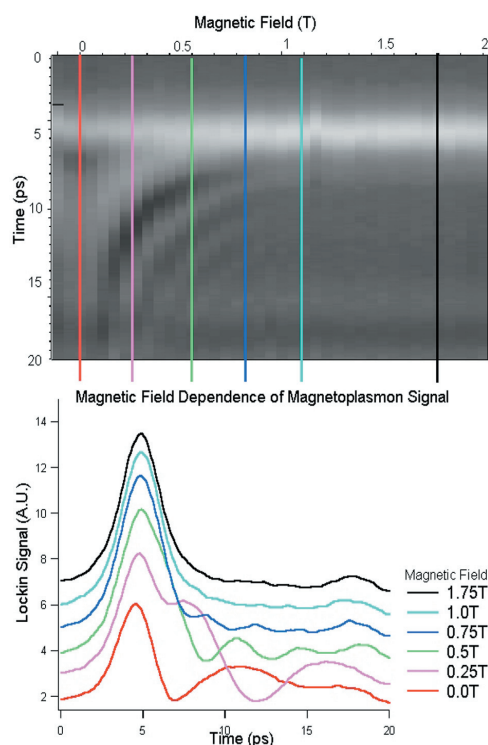 Magnetic Field (T)
0 0.5 1 1.5 2
0
5
10
15
20
Time (ps)
Magnetic Field Dependence of Magnetoplasmon Signal
14
12
10
8
6
4
2
Lockin Signal (A.U.)
0 5 10 15 20
Time (ps)
Magnetic Field
1.75T
1.0T
0.75T
0.5T
0.25T
0.0T